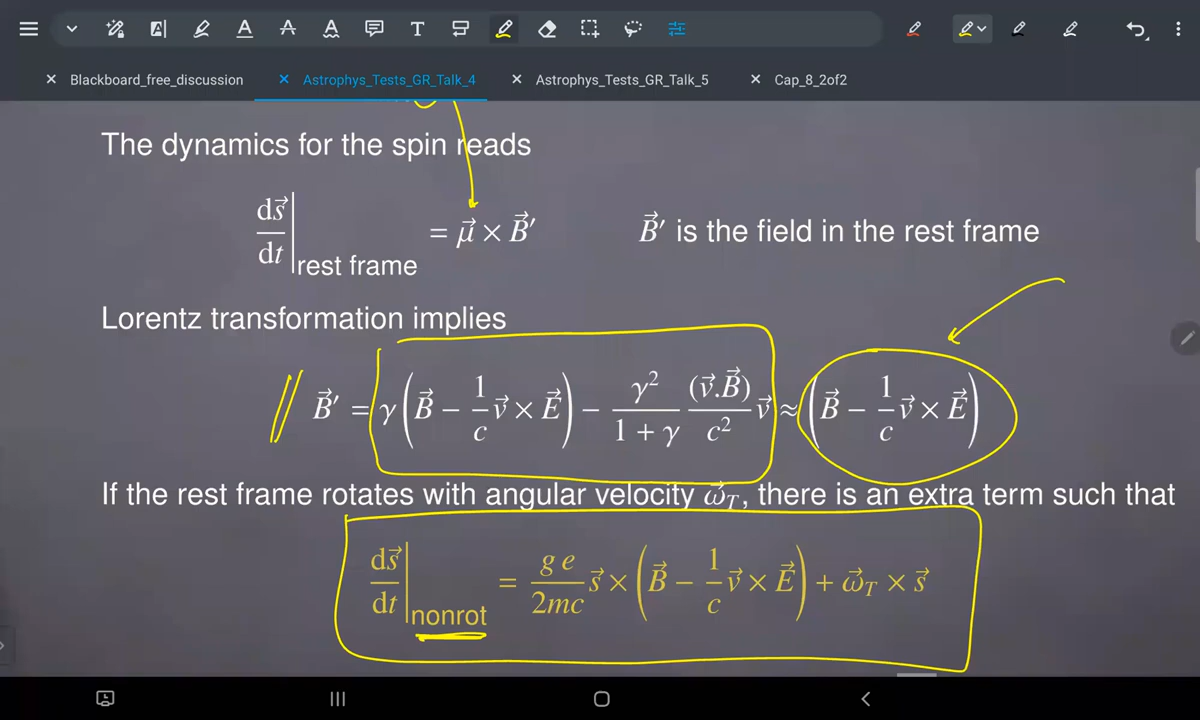 Blackboard_free_discussion Astrophys_Tests_GR_Talk_4 Astrophys_Tests_GR_Talk_5 Cap_8_2of2
The dynamics for the spin reads
ds⃗/dt |rest frame = μ⃗ × B⃗′ B⃗′ is the field in the rest frame
Lorentz transformation implies
B⃗′ = γ(B⃗ − 1/c v⃗ × E⃗) − γ²/(1 + γ) (v⃗.B⃗)/c² v⃗ ≈ (B⃗ − 1/c v⃗ × E⃗)
If the rest frame rotates with angular velocity ω⃗_T, there is an extra term such that
ds⃗/dt |nonrot = g e/2mc s⃗ × (B⃗ − 1/c v⃗ × E⃗) + ω⃗_T × s⃗